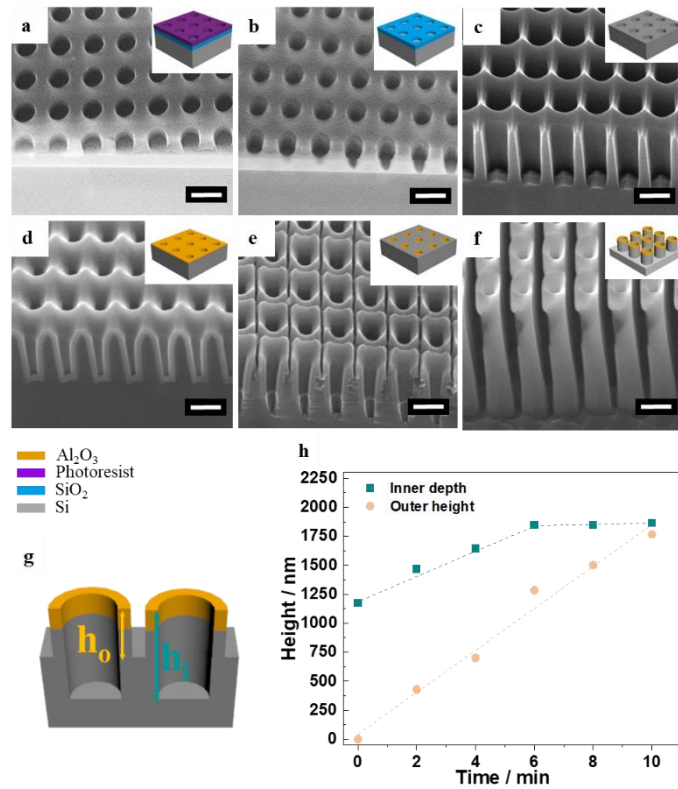 a
b
c
d
e
f
Al₂O₃
Photoresist
SiO₂
Si
g
hₒ
hᵢ
h
Inner depth
Outer height
2250
2000
1750
1500
1250
1000
750
500
250
0
Height / nm
0 2 4 6 8 10
Time / min